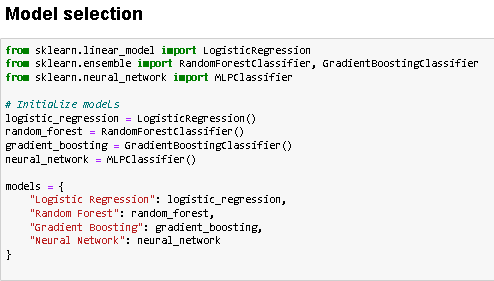 Model selection
from sklearn.linear_model import LogisticRegression
from sklearn.ensemble import RandomForestClassifier, GradientBoostingClassifier
from sklearn.neural_network import MLPClassifier
# Initialize models
logistic_regression = LogisticRegression()
random_forest = RandomForestClassifier()
gradient_boosting = GradientBoostingClassifier()
neural_network = MLPClassifier()
models = {
    "Logistic Regression": logistic_regression,
    "Random Forest": random_forest,
    "Gradient Boosting": gradient_boosting,
    "Neural Network": neural_network
}